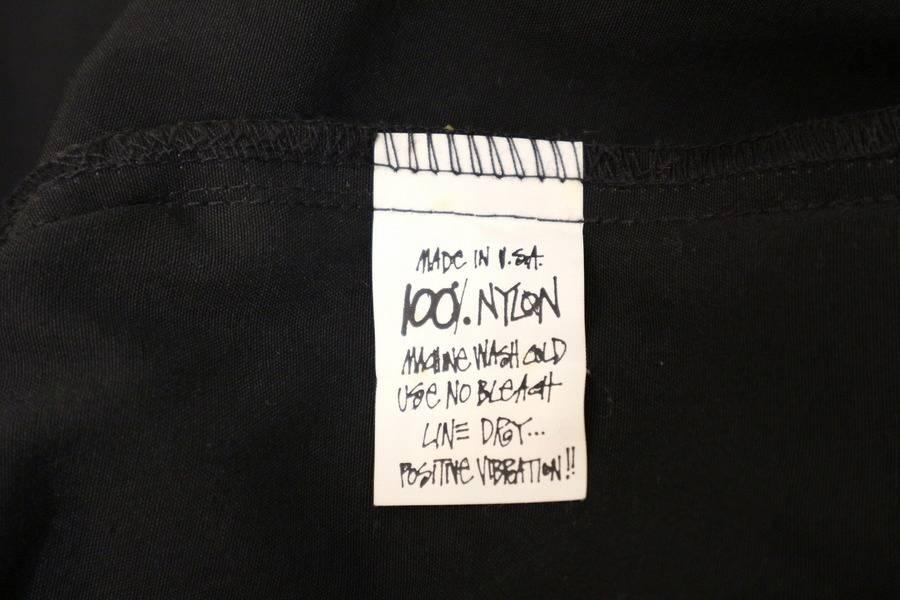 MADE IN U.S.A.
100% NYLON
MACHINE WASH COLD
USE NO BLEACH
LINE DRY...
POSITIVE VIBRATION!!